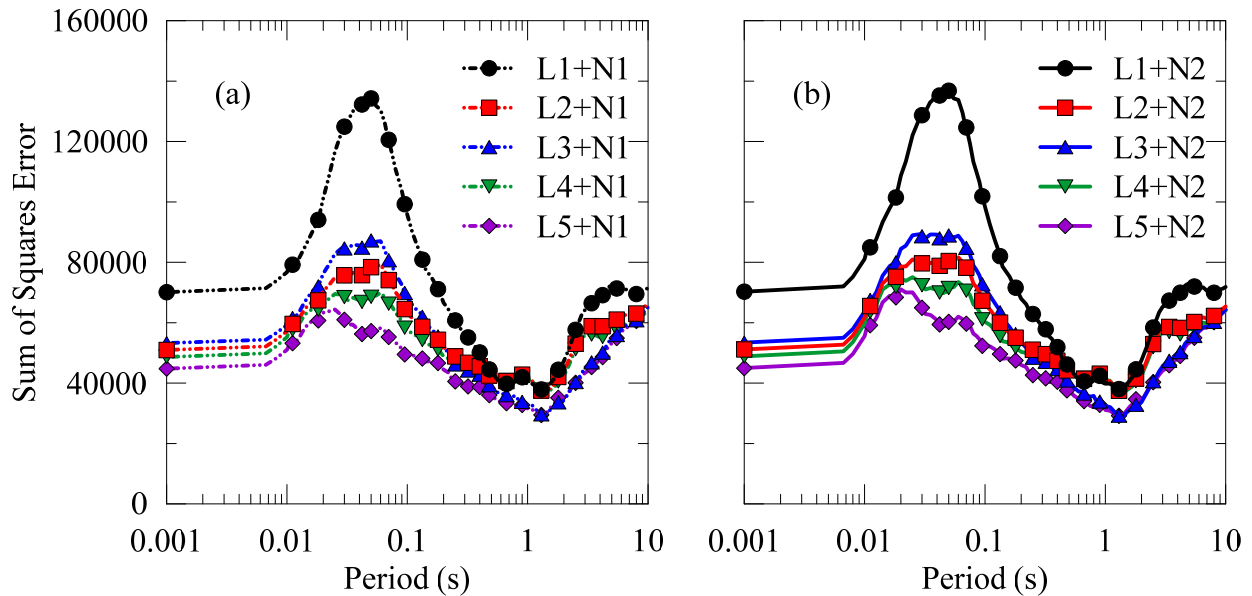 160000
120000
80000
40000
0
Sum of Squares Error
(a)
L1+N1
L2+N1
L3+N1
L4+N1
L5+N1
0.001
0.01
0.1
1
10
Period (s)
(b)
L1+N2
L2+N2
L3+N2
L4+N2
L5+N2
0.001
0.01
0.1
1
10
Period (s)